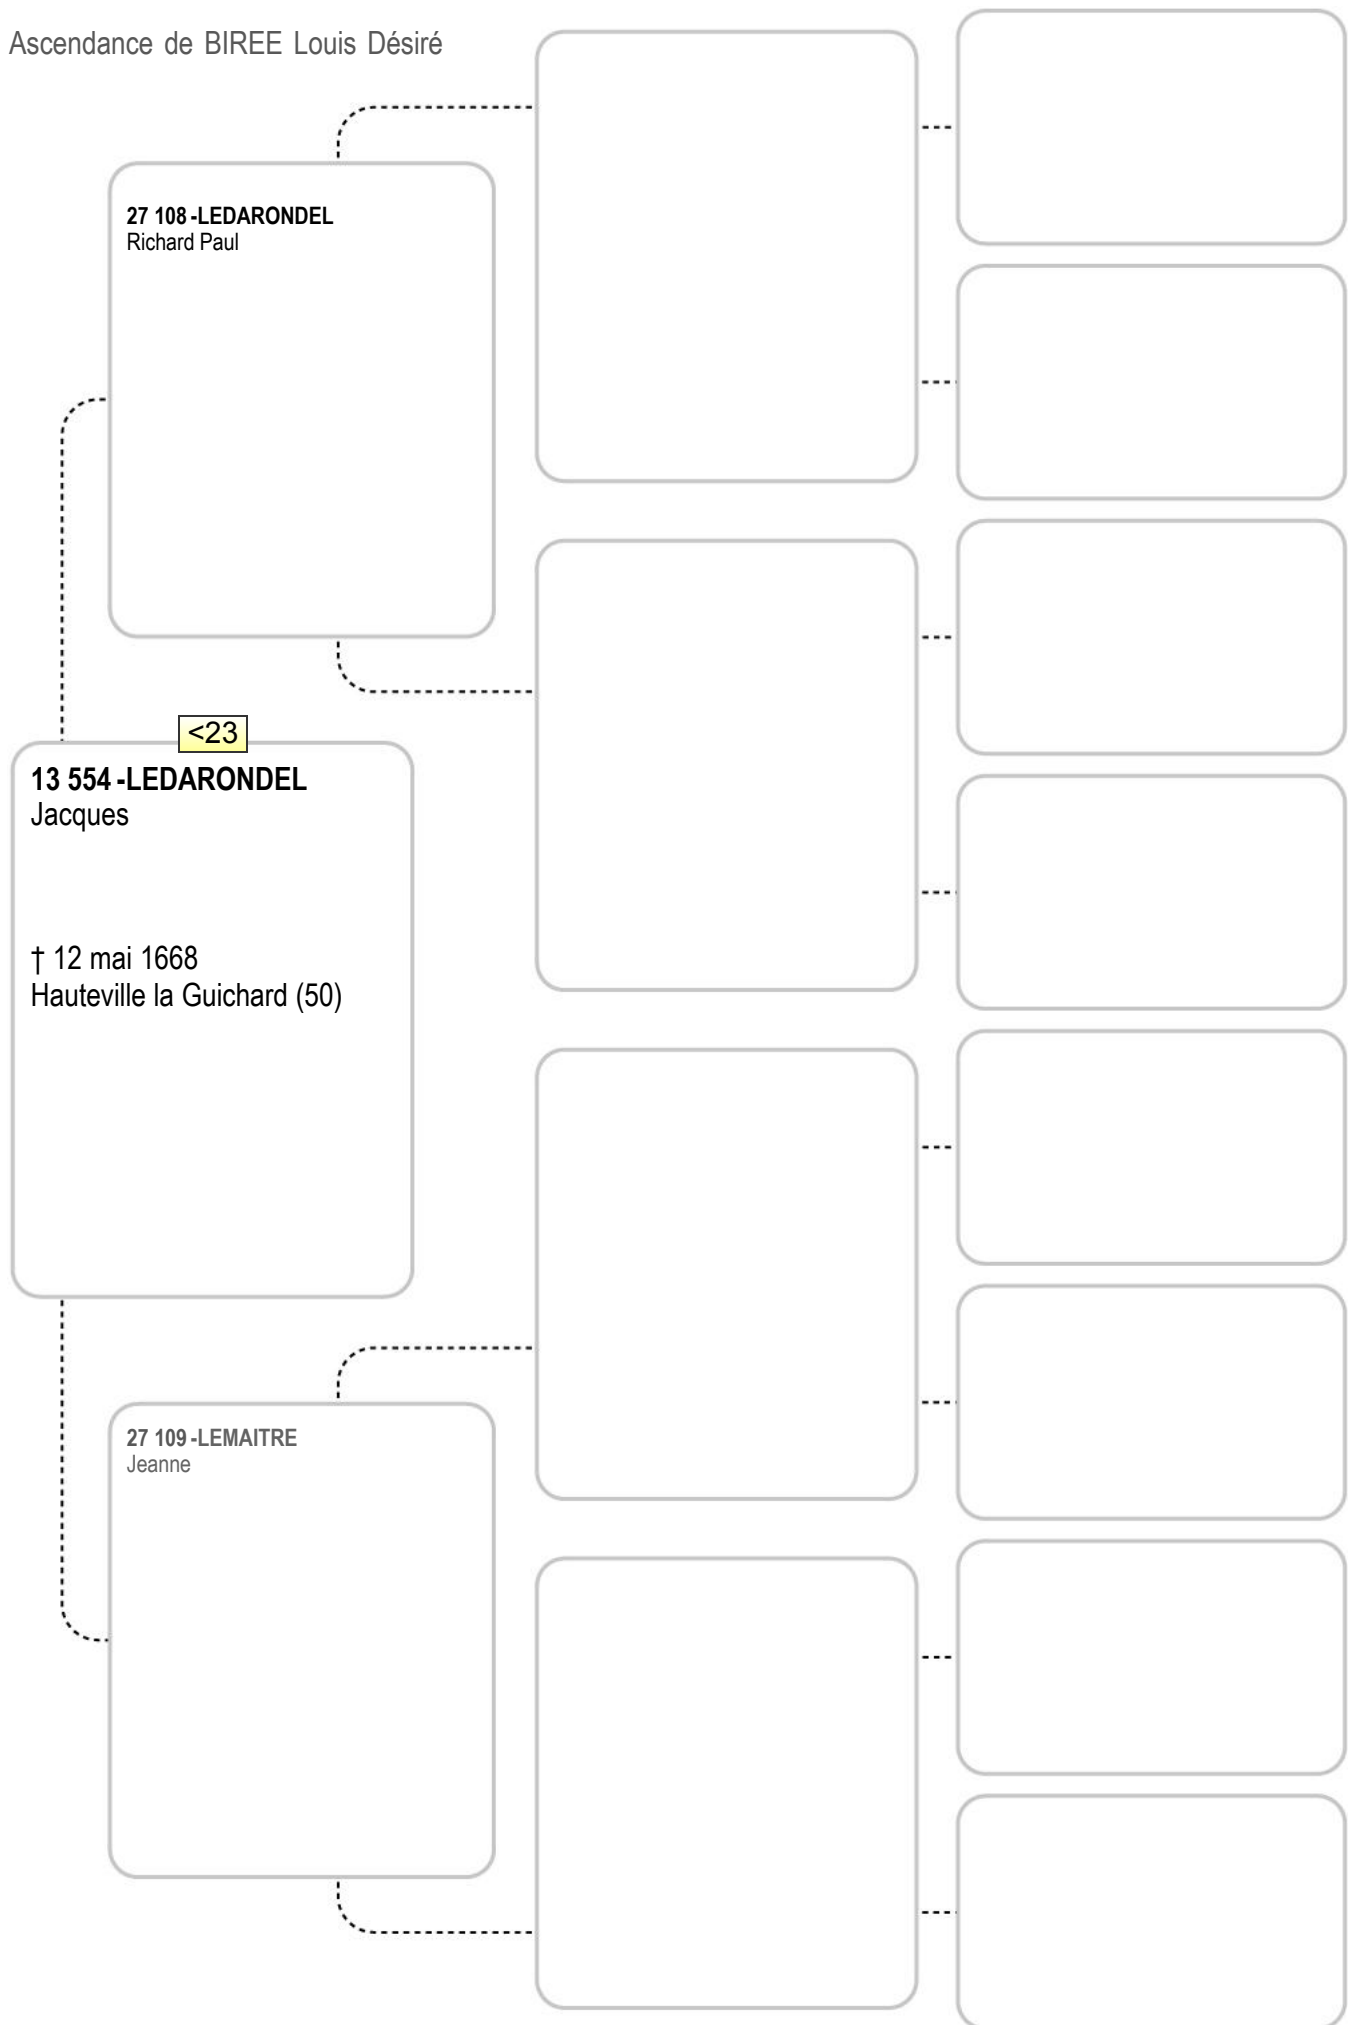 Ascendance de BIREE Louis Désiré
27 108 -LEDARONDEL
Richard Paul
<23
13 554 -LEDARONDEL
Jacques
† 12 mai 1668
Hauteville la Guichard (50)
27 109 -LEMAITRE
Jeanne